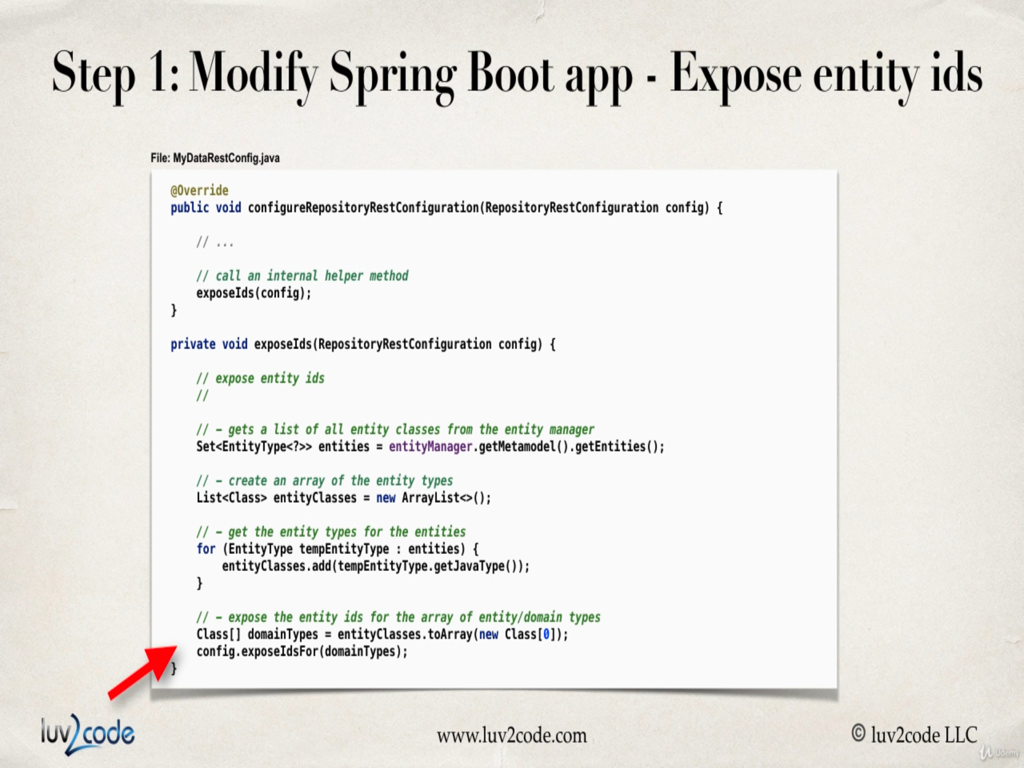 Step 1: Modify Spring Boot app - Expose entity ids
File: MyDataRestConfig.java
@Override
public void configureRepositoryRestConfiguration(RepositoryRestConfiguration config) {
// ...
// call an internal helper method
exposeIds(config);
}
private void exposeIds(RepositoryRestConfiguration config) {
// expose entity ids
//
// - gets a list of all entity classes from the entity manager
Set<EntityType<?>> entities = entityManager.getMetamodel().getEntities();
// - create an array of the entity types
List<Class> entityClasses = new ArrayList<>();
// - get the entity types for the entities
for (EntityType tempEntityType : entities) {
entityClasses.add(tempEntityType.getJavaType());
}
// - expose the entity ids for the array of entity/domain types
Class[] domainTypes = entityClasses.toArray(new Class[0]);
config.exposeIdsFor(domainTypes);
}
luv2code
www.luv2code.com
© luv2code LLC
Udemy